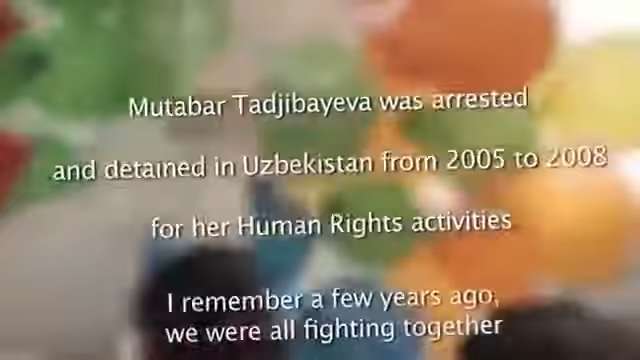 Mutabar Tadjibayeva was arrested
and detained in Uzbekistan from 2005 to 2008
for her Human Rights activities
I remember a few years ago,
we were all fighting together